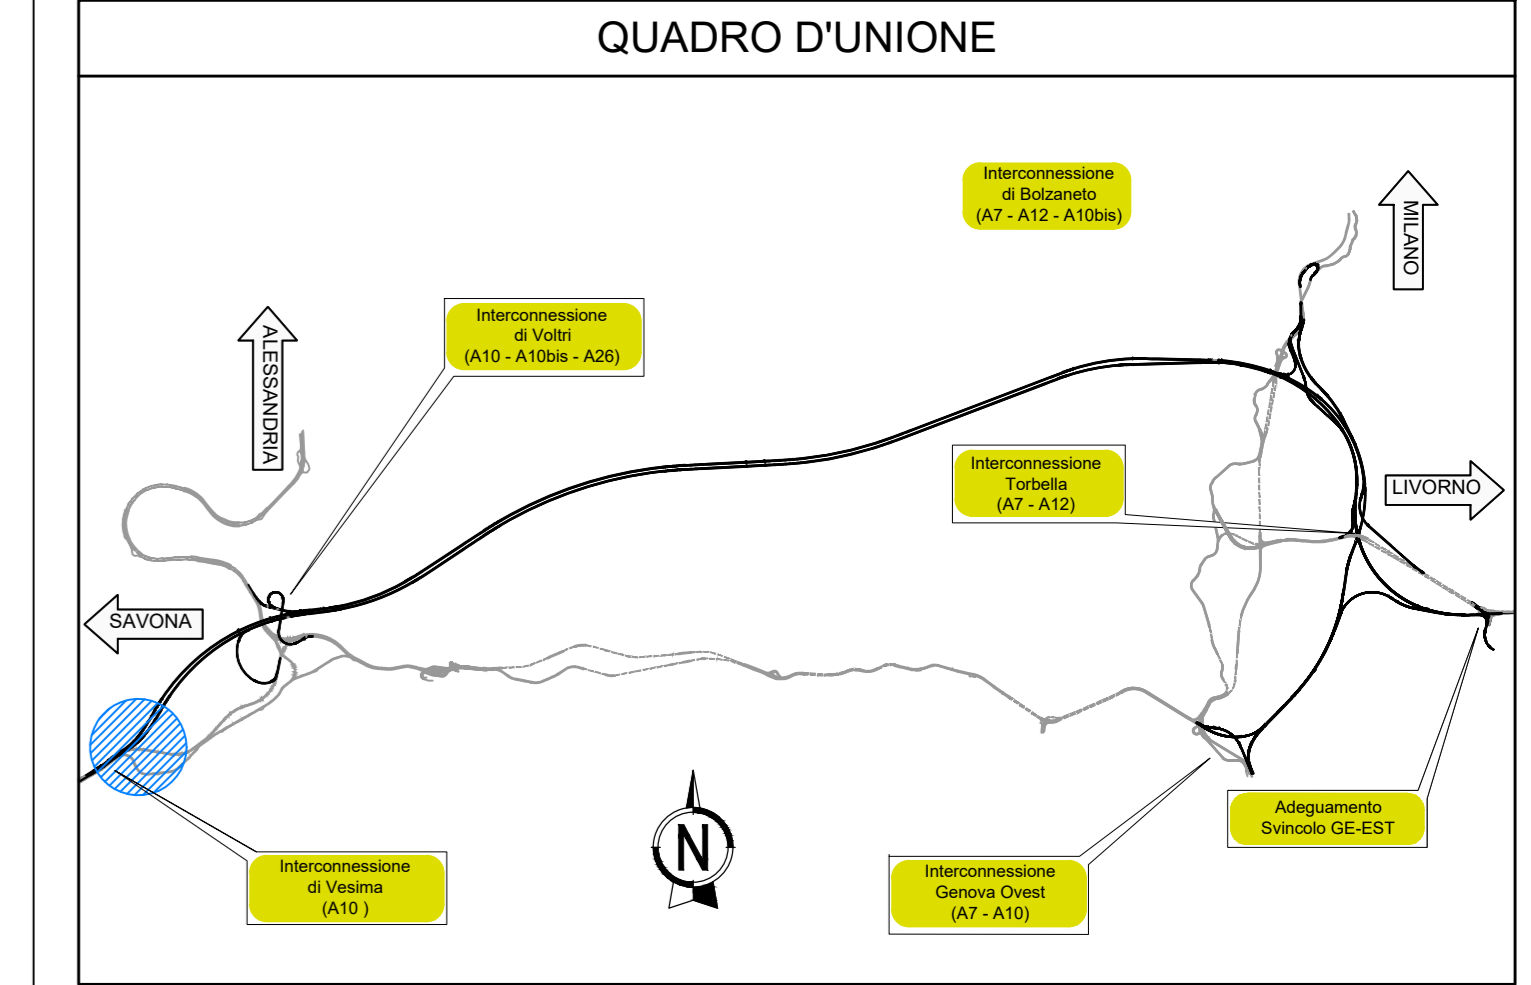 QUADRO D'UNIONE
Interconnessione
di Bolzaneto
(A7 - A12 - A10bis)
MILANO
Interconnessione
di Voltri
(A10 - A10bis - A26)
ALESSANDRIA
Interconnessione
Torbella
(A7 - A12)
LIVORNO
SAVONA
Adeguamento
Svincolo GE-EST
Interconnessione
di Vesima
(A10 )
N
Interconnessione
Genova Ovest
(A7 - A10)